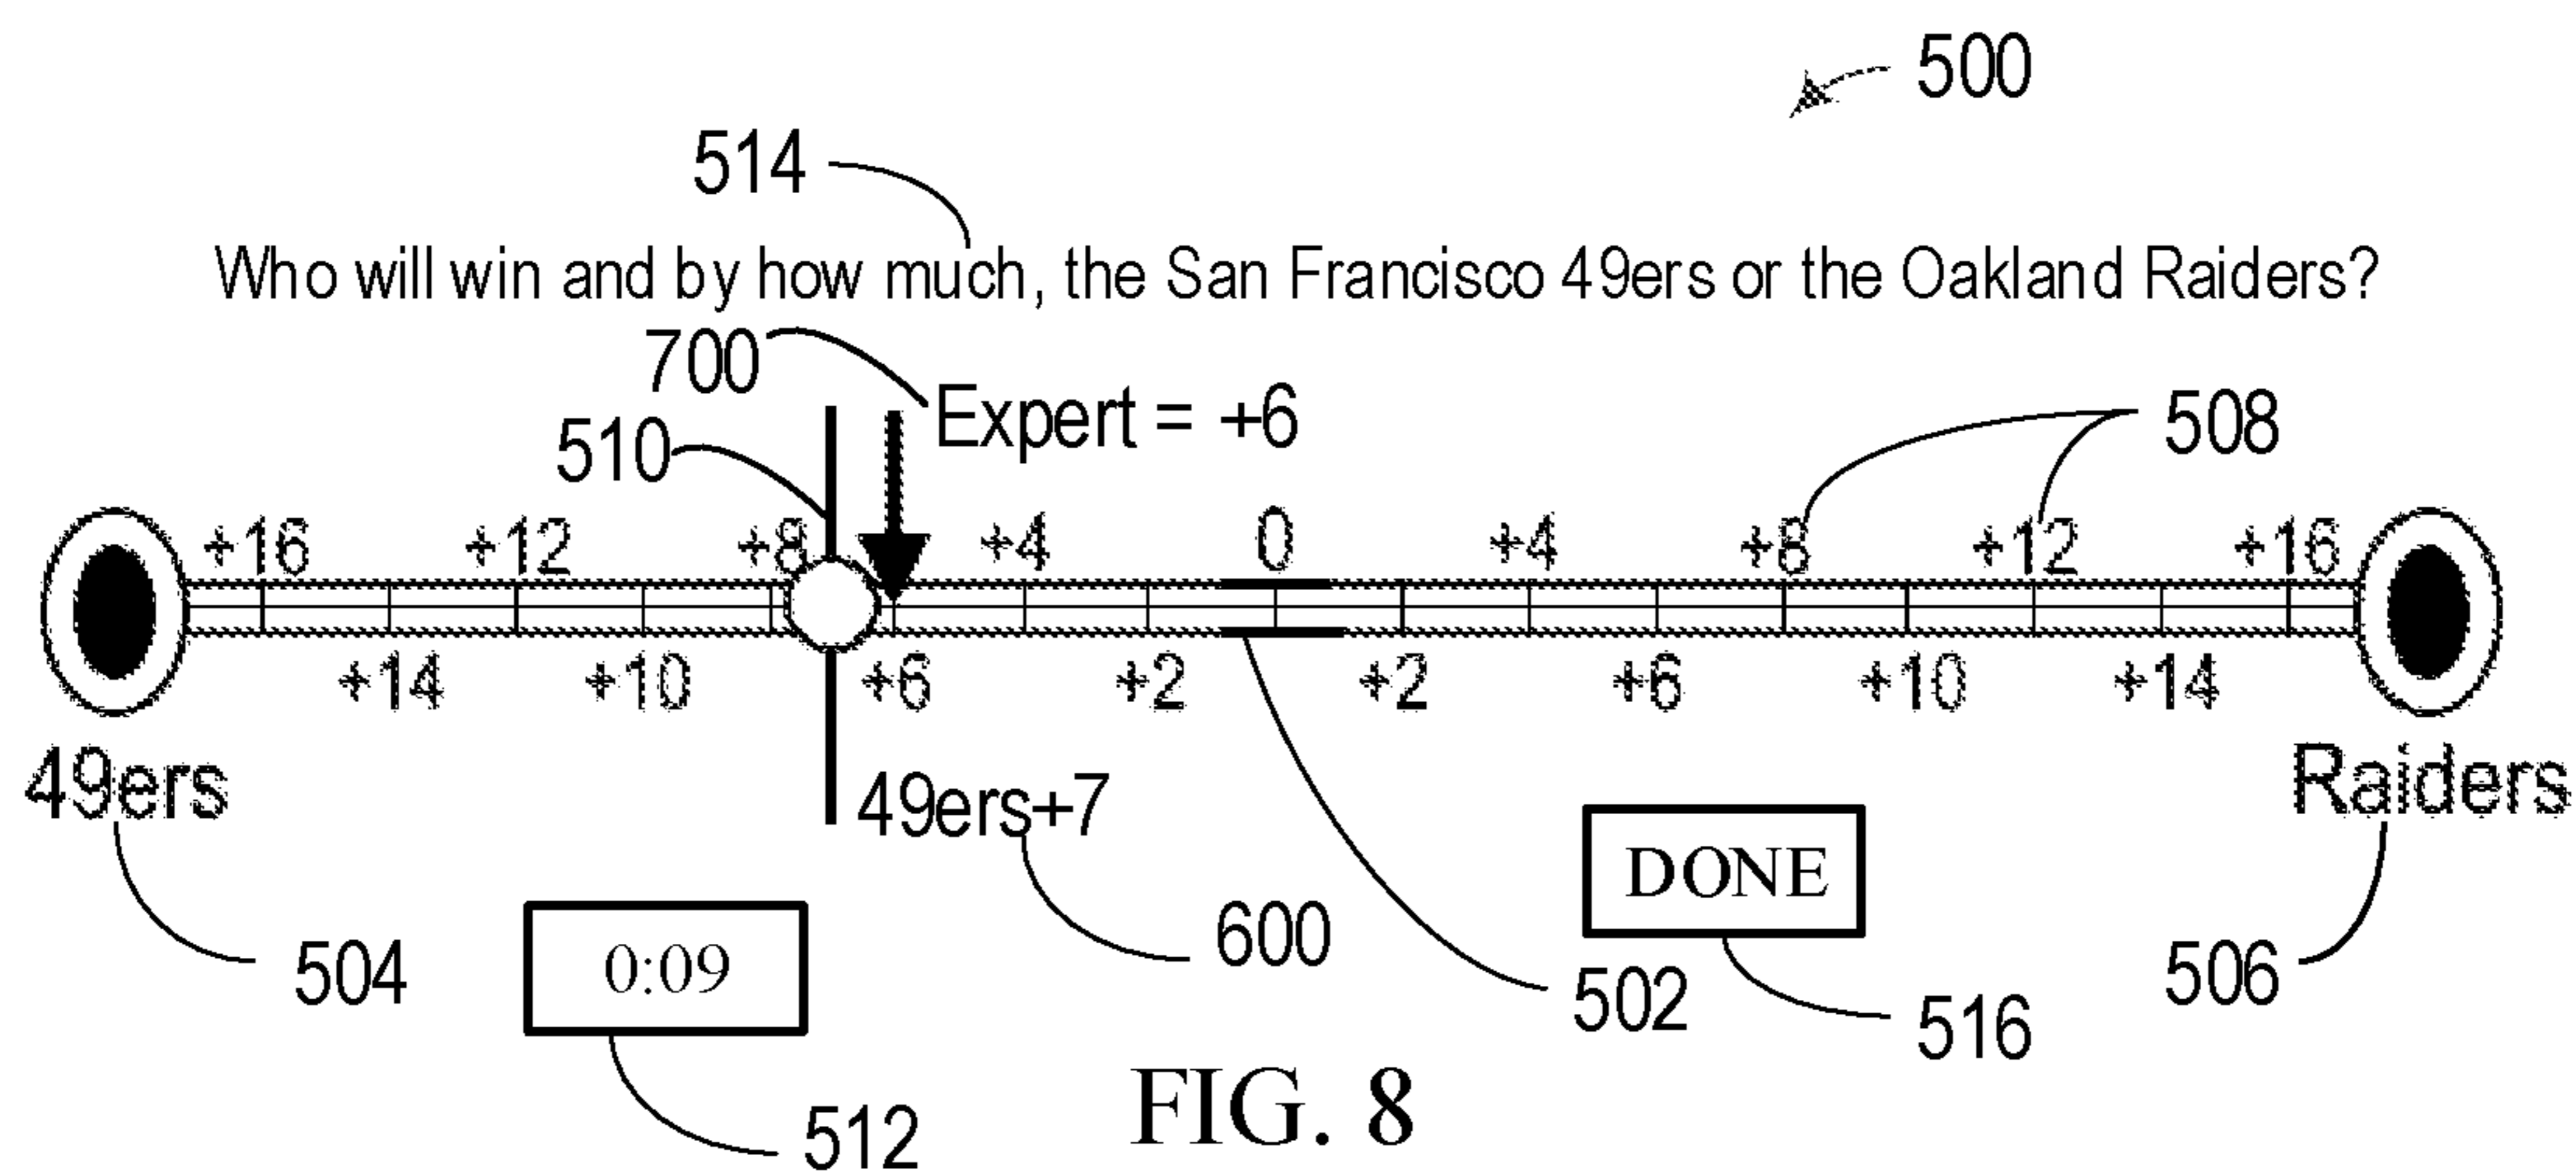 500
514
Who will win and by how much, the San Francisco 49ers or the Oakland Raiders?
700
Expert = +6
510
508
+16 +12 +8 +4 0 +4 +8 +12 +16
+14 +10 +6 +2 +2 +6 +10 +14
49ers
Raiders
49ers+7
DONE
504
0:09
600
502
516
506
512
FIG. 8